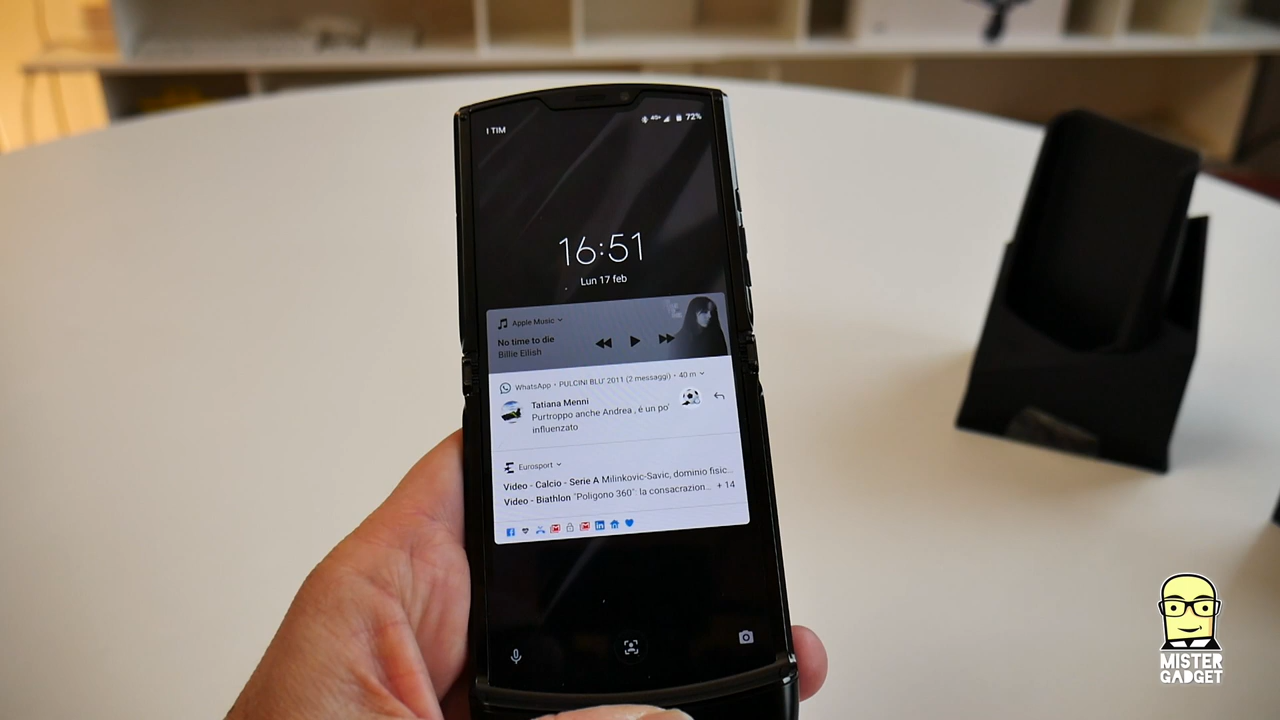 I TIM
4G+ 72%
16:51
Lun 17 feb
Apple Music
No time to die
Billie Eilish
WhatsApp • PULCINI BLU' 2011 (2 messaggi) • 40 m
Tatiana Menni
Purtroppo anche Andrea , é un po'
influenzato
Eurosport
Video - Calcio - Serie A Milinkovic-Savic, dominio fisic...
Video - Biathlon "Poligono 360": la consacrazion... + 14
MISTER
GADGET